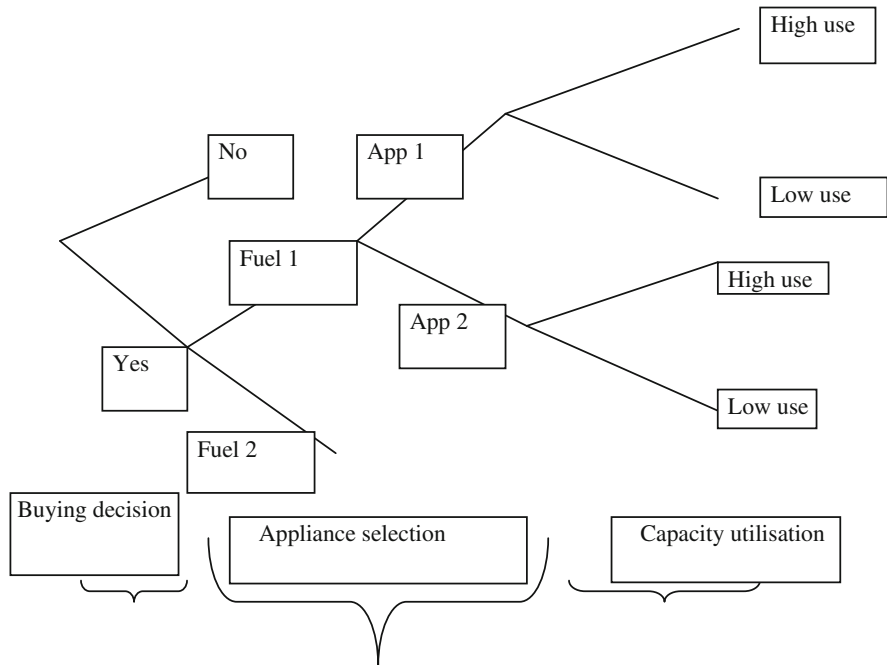 High use
No
App 1
Low use
Fuel 1
High use
App 2
Yes
Low use
Fuel 2
Buying decision
Appliance selection
Capacity utilisation